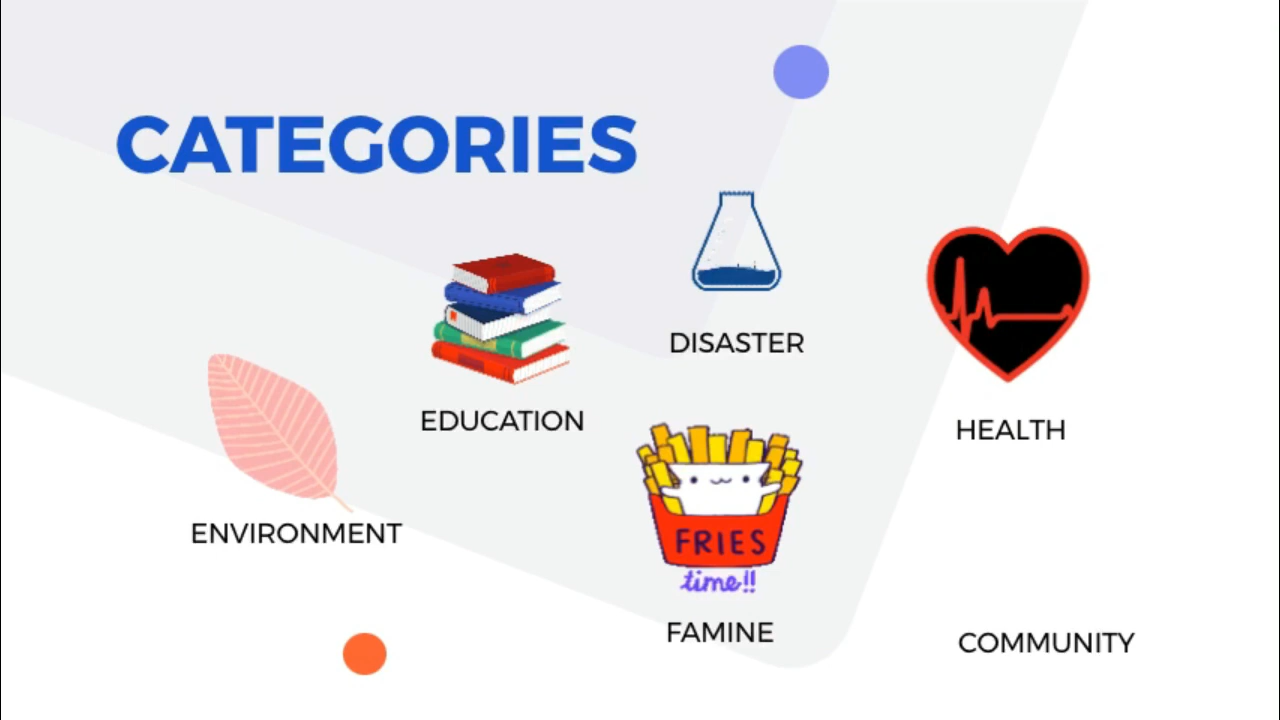 CATEGORIES
DISASTER
EDUCATION
HEALTH
ENVIRONMENT
FRIES
time!!
FAMINE
COMMUNITY